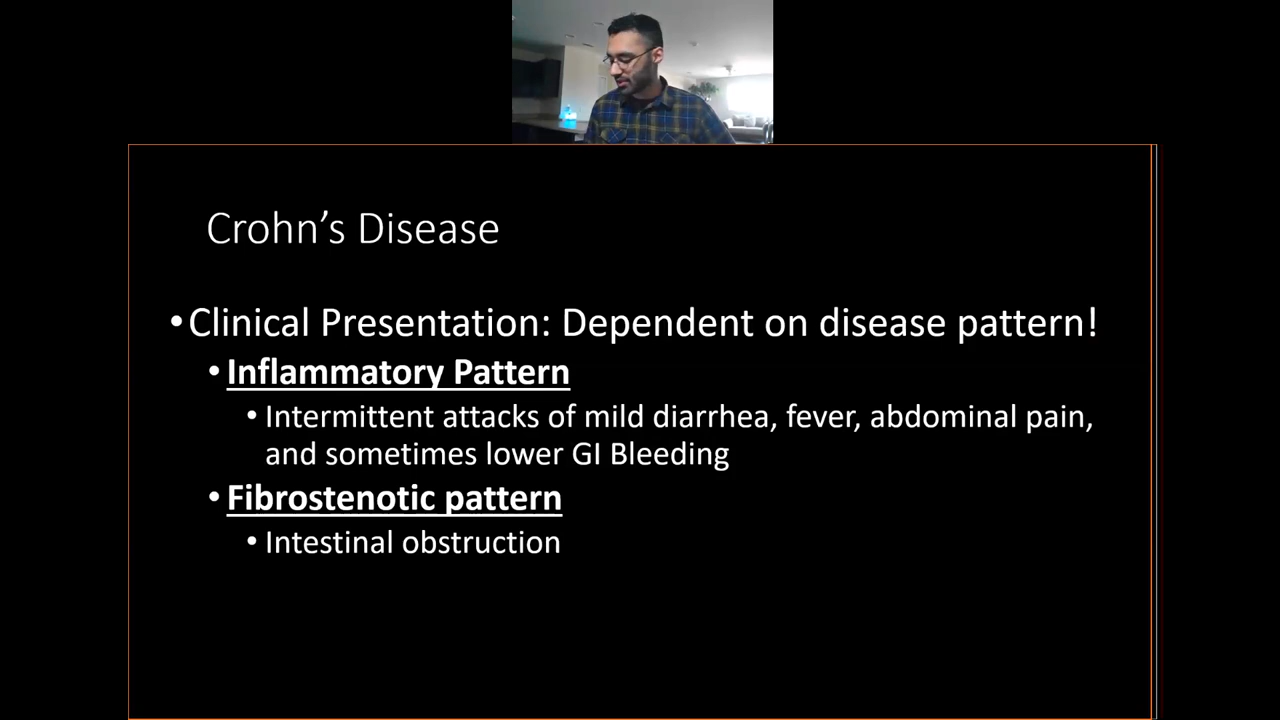 Crohn’s Disease
•Clinical Presentation: Dependent on disease pattern!
•Inflammatory Pattern
•Intermittent attacks of mild diarrhea, fever, abdominal pain,
and sometimes lower GI Bleeding
•Fibrostenotic pattern
•Intestinal obstruction